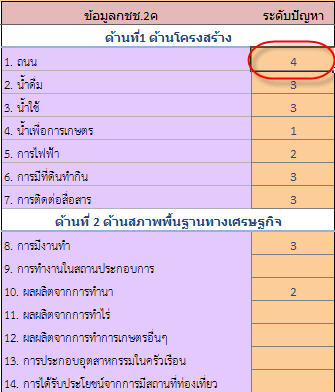 ข้อมูลกชช.2ค ระดับปัญหา
ด้านที่1 ด้านโครงสร้าง
1. ถนน 4
2. น้ำดื่ม 3
3. น้ำใช้ 3
4. น้ำเพื่อการเกษตร 1
5. การไฟฟ้า 2
6. การมีที่ดินทำกิน 3
7. การติดต่อสื่อสาร 3
ด้านที่ 2 ด้านสภาพพื้นฐานทางเศรษฐกิจ
8. การมีงานทำ 3
9. การทำงานในสถานประกอบการ
10. ผลผลิตจากการทำนา 2
11. ผลผลิตจากการทำไร่
12. ผลผลิตจากการทำการเกษตรอื่นๆ
13. การประกอบอุตสาหกรรมในครัวเรือน
14. การได้รับประโยชน์จากการมีสถานที่ท่องเที่ยว